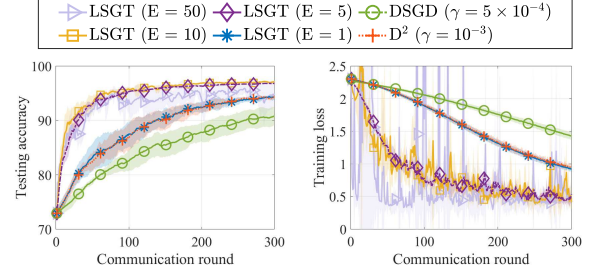 LSGT (E = 50) LSGT (E = 5) DSGD (γ = 5 × 10⁻⁴)
LSGT (E = 10) LSGT (E = 1) D² (γ = 10⁻³)
100
90
80
70
0 100 200 300
Testing accuracy
Communication round
2.5
2
1.5
1
0.5
0
0 100 200 300
Training loss
Communication round